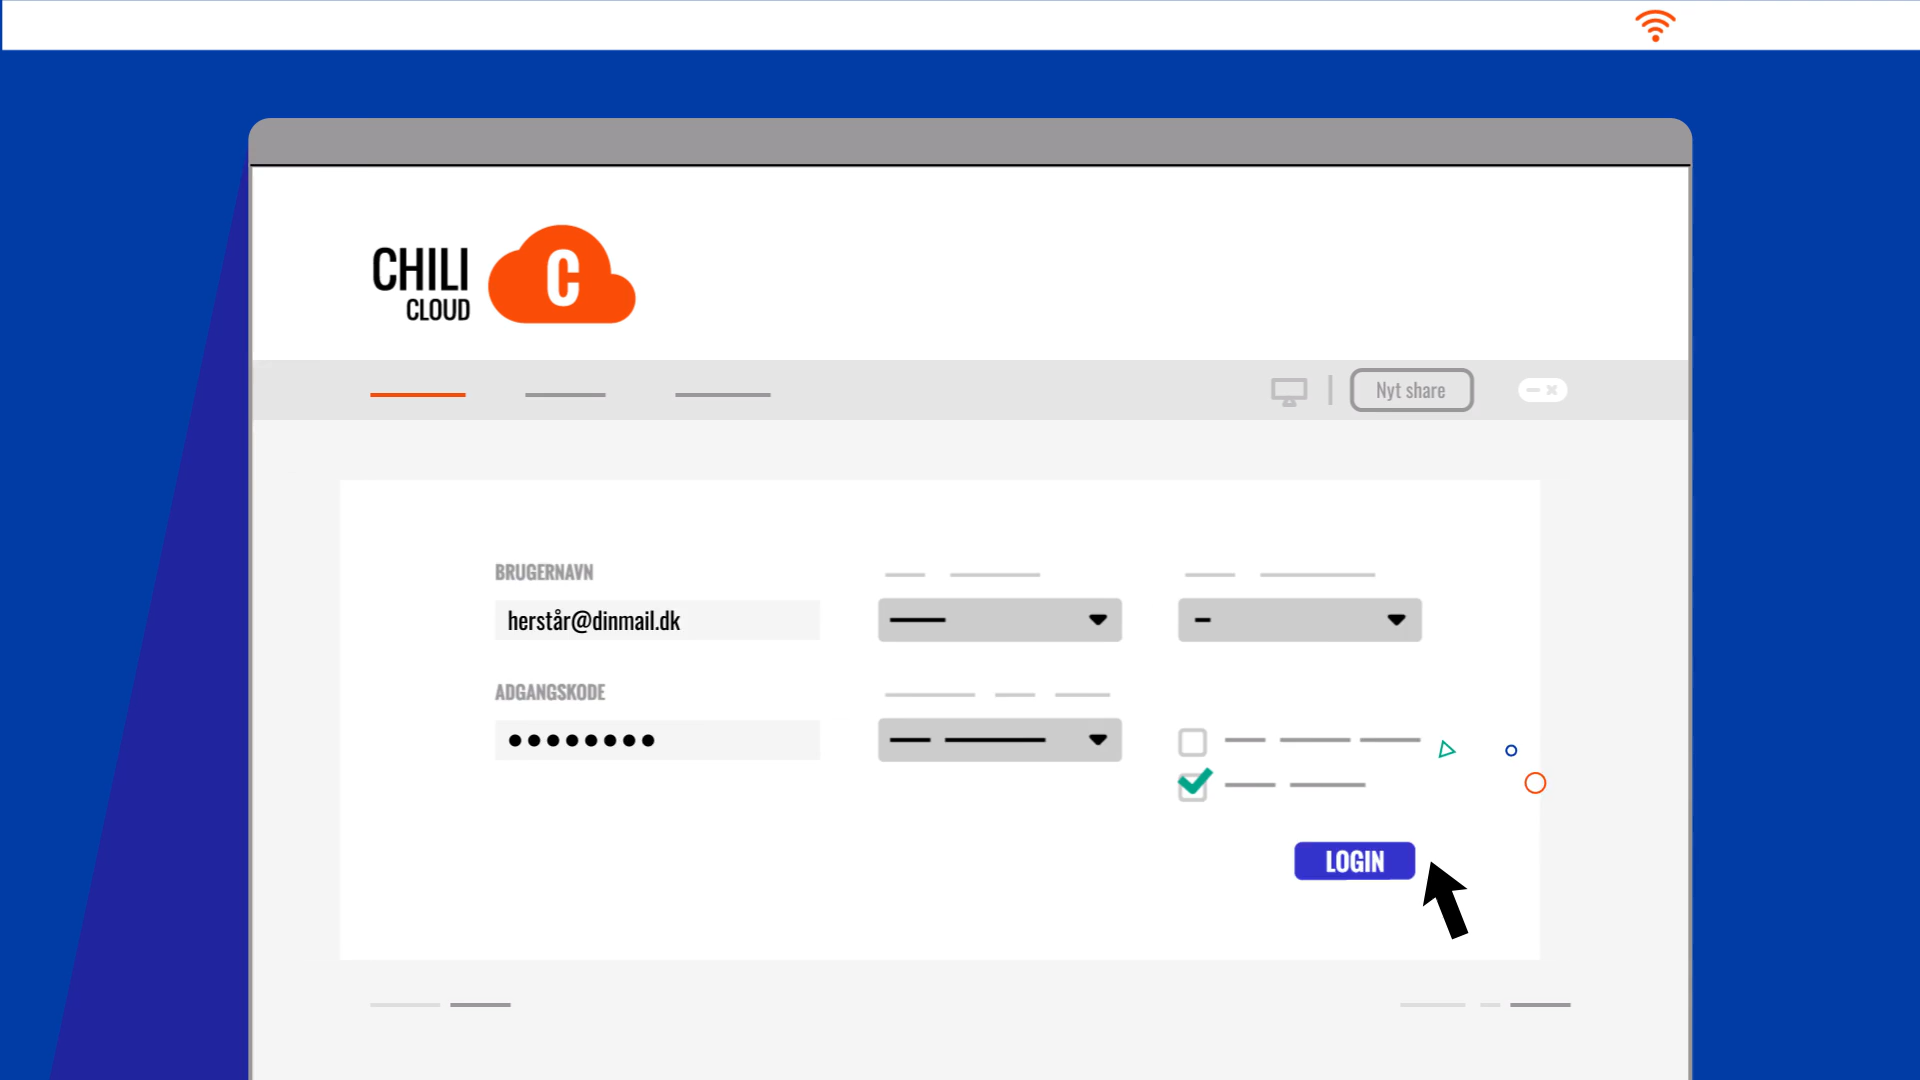 CHILI
CLOUD
C
Nyt share
BRUGERNAVN
herstår@dinmail.dk
ADGANGSKODE
LOGIN